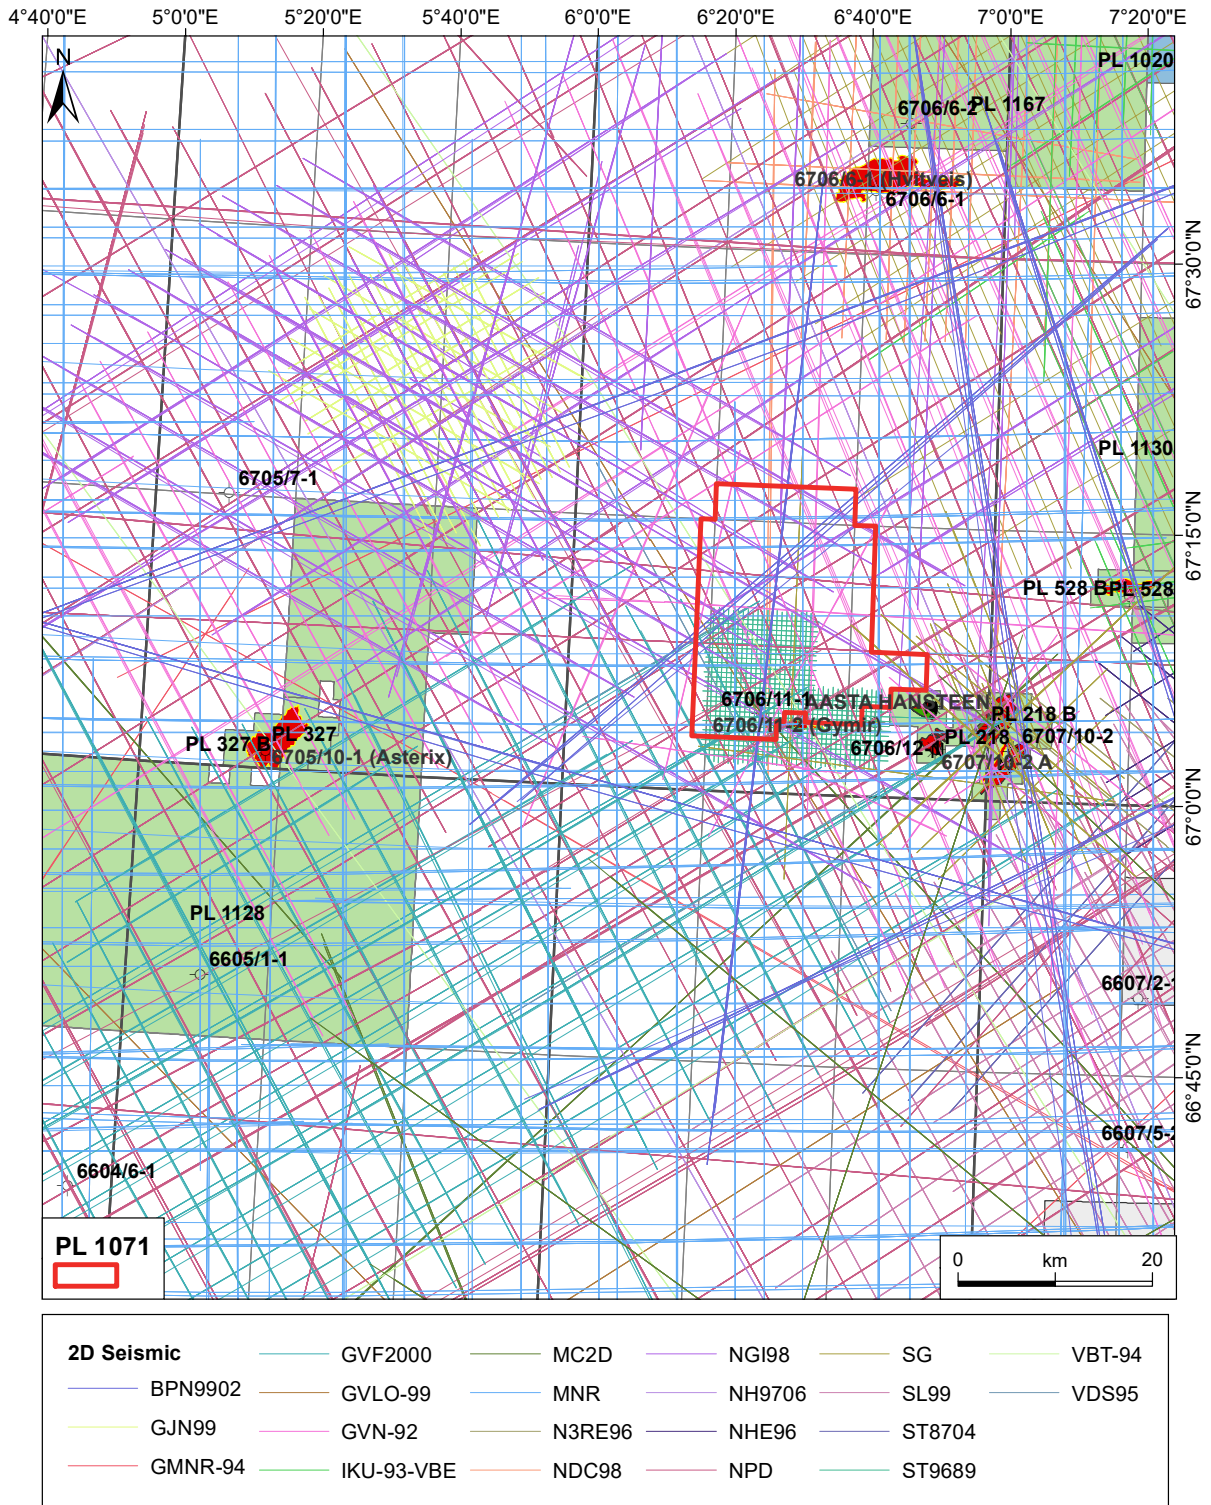 4°40'0"E 5°0'0"E 5°20'0"E 5°40'0"E 6°0'0"E 6°20'0"E 6°40'0"E 7°0'0"E 7°20'0"E
N
PL 1020
6706/6-2
PL 1167
6706/6-1 (Hvitveis)
6706/6-1
67°30'0"N
PL 1130
6705/7-1
67°15'0"N
PL 528 B
PL 528
6706/11-1
AASTA HANSTEEN
6706/11-2 (Gymir)
PL 218 B
PL 327
PL 327 B
PL 218
6707/10-2
6706/12-1
6705/10-1 (Asterix)
6707/10-2 A
67°0'0"N
PL 1128
6605/1-1
6607/2-1
66°45'0"N
6607/5-2
6604/6-1
PL 1071
0 km 20
2D Seismic
BPN9902
GJN99
GMNR-94
GVF2000
GVLO-99
GVN-92
IKU-93-VBE
MC2D
MNR
N3RE96
NDC98
NGI98
NH9706
NHE96
NPD
SG
SL99
ST8704
ST9689
VBT-94
VDS95